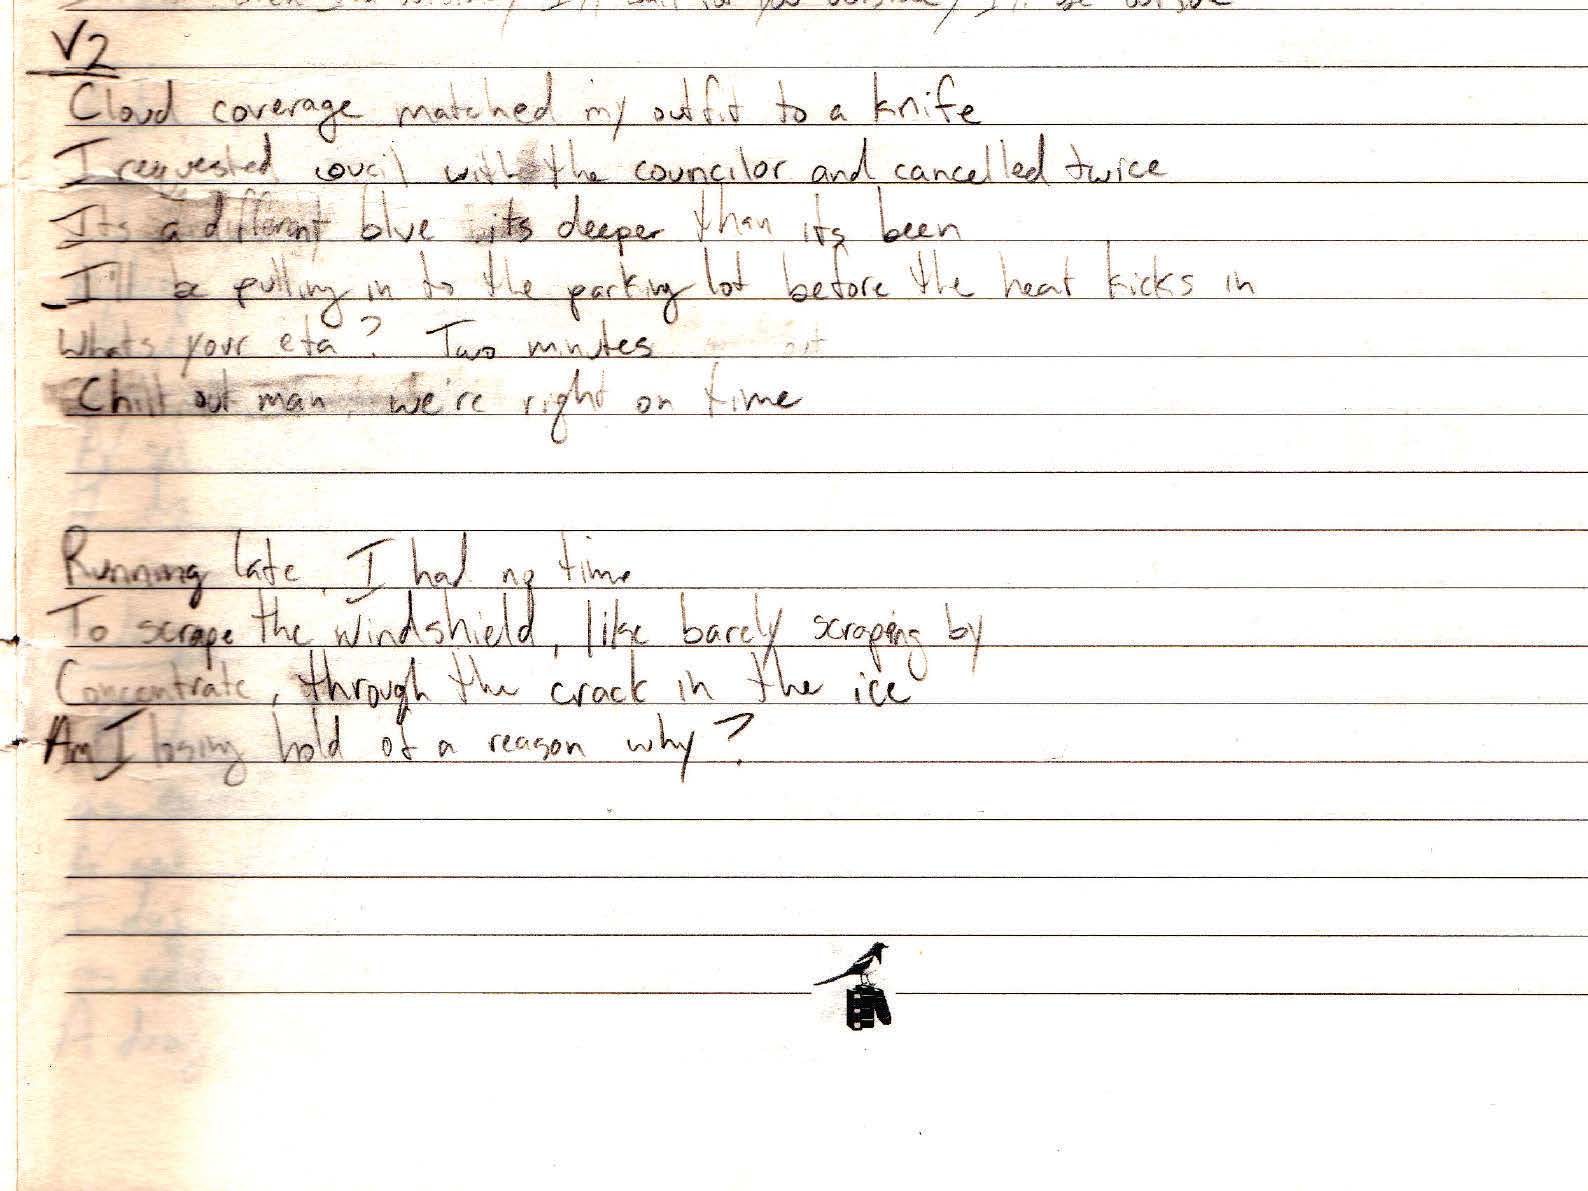 I'll wait for you outside, I'll be outside
V2
Cloud coverage matched my outfit to a knife
I requested coucil with the councilor and cancelled twice
Its a different blue its deeper than its been
I'll be pulling in to the parking lot before the heat kicks in
Whats your eta? Two minutes out
Chill out man, we're right on time
Running late, I had no time
To scrape the windshield, like barely scraping by
Concentrate, through the crack in the ice
Am I losing hold of a reason why?